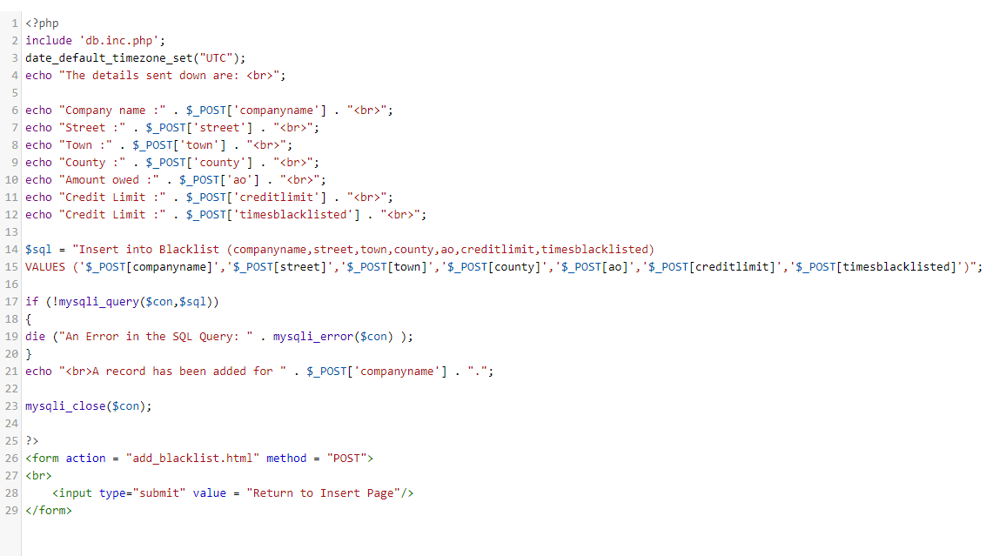 1 <?php
2 include 'db.inc.php';
3 date_default_timezone_set("UTC");
4 echo "The details sent down are: <br>";
5
6 echo "Company name :" . $_POST['companyname'] . "<br>";
7 echo "Street :" . $_POST['street'] . "<br>";
8 echo "Town :" . $_POST['town'] . "<br>";
9 echo "County :" . $_POST['county'] . "<br>";
10 echo "Amount owed :" . $_POST['ao'] . "<br>";
11 echo "Credit Limit :" . $_POST['creditlimit'] . "<br>";
12 echo "Credit Limit :" . $_POST['timesblacklisted'] . "<br>";
13
14 $sql = "Insert into Blacklist (companyname,street,town,county,ao,creditlimit,timesblacklisted)
15 VALUES ('$_POST[companyname]','$_POST[street]','$_POST[town]','$_POST[county]','$_POST[ao]','$_POST[creditlimit]','$_POST[timesblacklisted]')";
16
17 if (!mysqli_query($con,$sql))
18 {
19 die ("An Error in the SQL Query: " . mysqli_error($con) );
20 }
21 echo "<br>A record has been added for " . $_POST['companyname'] . ".";
22
23 mysqli_close($con);
24
25 ?>
26 <form action = "add_blacklist.html" method = "POST">
27 <br>
28     <input type="submit" value = "Return to Insert Page"/>
29 </form>